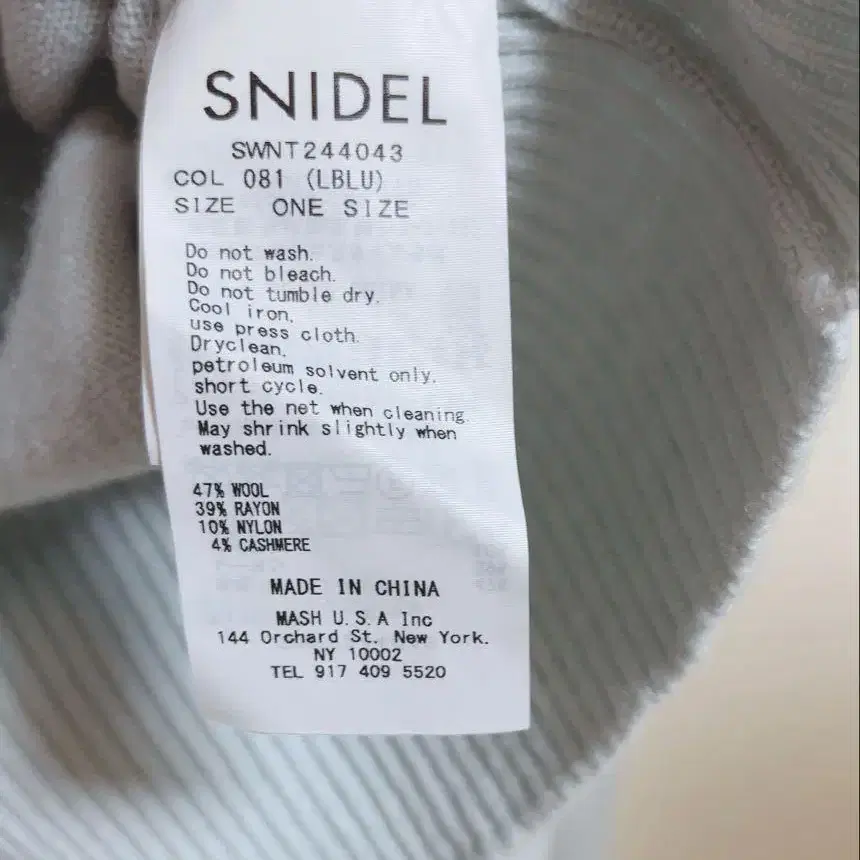 SNIDEL
SWNT244043
COL 081 (LBLU)
SIZE ONE SIZE
Do not wash.
Do not bleach.
Do not tumble dry.
Cool iron,
use press cloth.
Dryclean,
petroleum solvent only,
short cycle.
Use the net when cleaning.
May shrink slightly when
washed.
47% WOOL
39% RAYON
10% NYLON
4% CASHMERE
MADE IN CHINA
MASH U.S.A Inc
144 Orchard St. New York.
NY 10002
TEL 917 409 5520